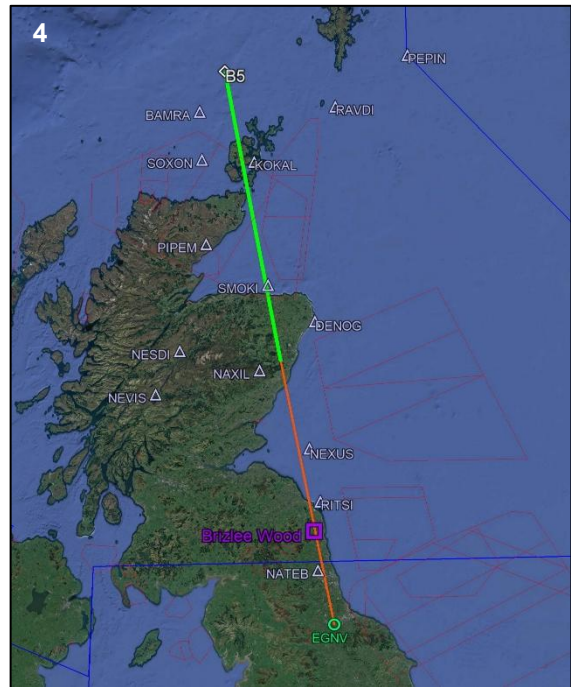 4
B5
PEPIN
BAMRA
RAVDI
SOXON
KOKAL
PIPEM
SMOKI
DENOG
NESDI
NAXIL
NEVIS
NEXUS
RITSI
Brizlee Wood
NATEB
EGNV